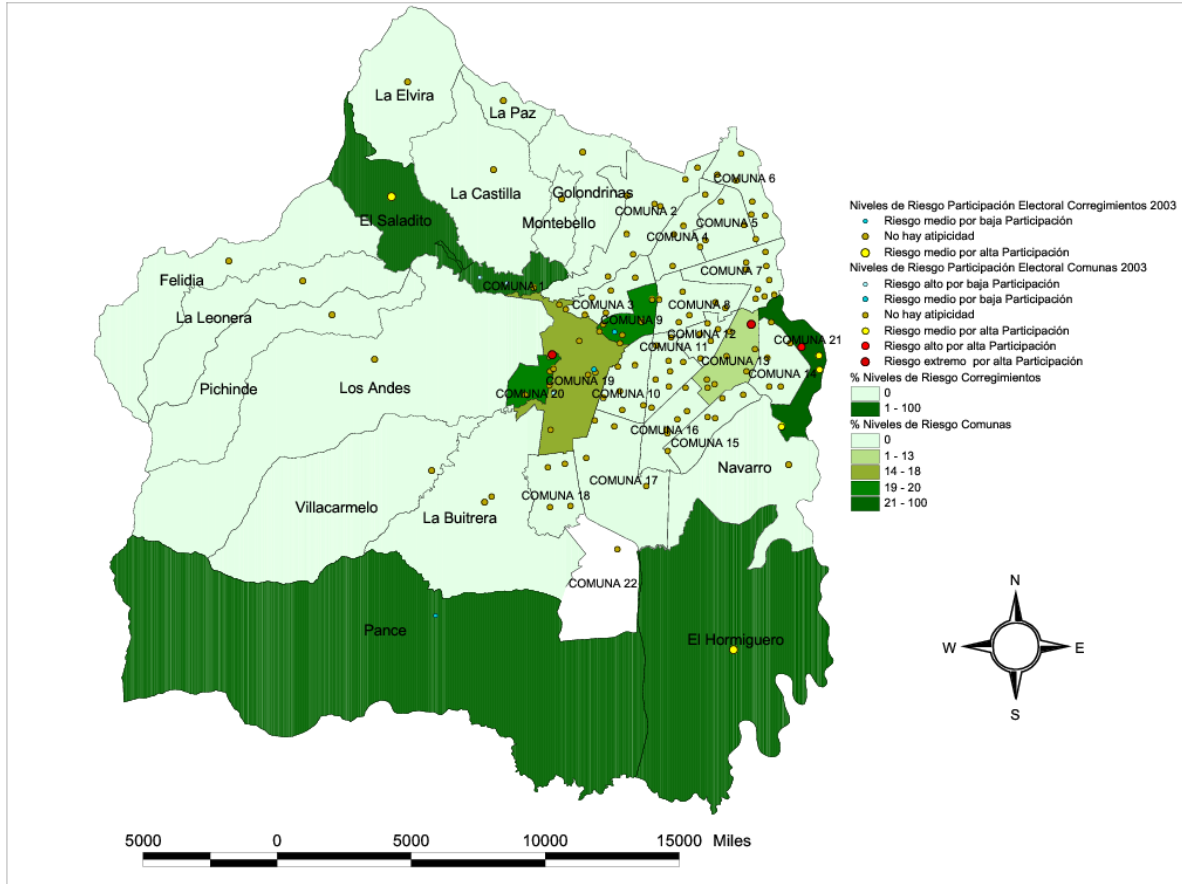 La Elvira
La Paz
COMUNA 6
La Castilla
Golondrinas
COMUNA 2
El Saladito
Montebello
COMUNA 5
COMUNA 4
Felidia
COMUNA 7
COMUNA 1
La Leonera
COMUNA 3
COMUNA 8
COMUNA 9
COMUNA 12
COMUNA 21
COMUNA 11
COMUNA 13
COMUNA 14
Pichinde
Los Andes
COMUNA 19
COMUNA 20
COMUNA 10
COMUNA 16
COMUNA 15
Navarro
COMUNA 17
COMUNA 18
Villacarmelo
La Buitrera
COMUNA 22
Pance
El Hormiguero
Niveles de Riesgo Participación Electoral Corregimientos 2003
Riesgo medio por baja Participación
No hay atipicidad
Riesgo medio por alta Participación
Niveles de Riesgo Participación Electoral Comunas 2003
Riesgo alto por baja Participación
Riesgo medio por baja Participación
No hay atipicidad
Riesgo medio por alta Participación
Riesgo alto por alta Participación
Riesgo extremo por alta Participación
% Niveles de Riesgo Corregimientos
0
1 - 100
% Niveles de Riesgo Comunas
0
1 - 13
14 - 18
19 - 20
21 - 100
N
W E
S
5000 0 5000 10000 15000 Miles